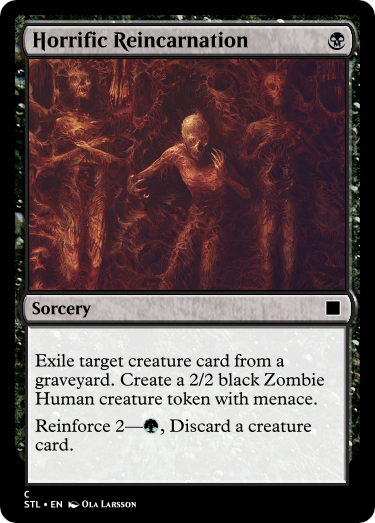 Horrific Reincarnation
Sorcery
Exile target creature card from a
graveyard. Create a 2/2 black Zombie
Human creature token with menace.
Reinforce 2—, Discard a creature
card.
C
STL • EN Ola Larsson